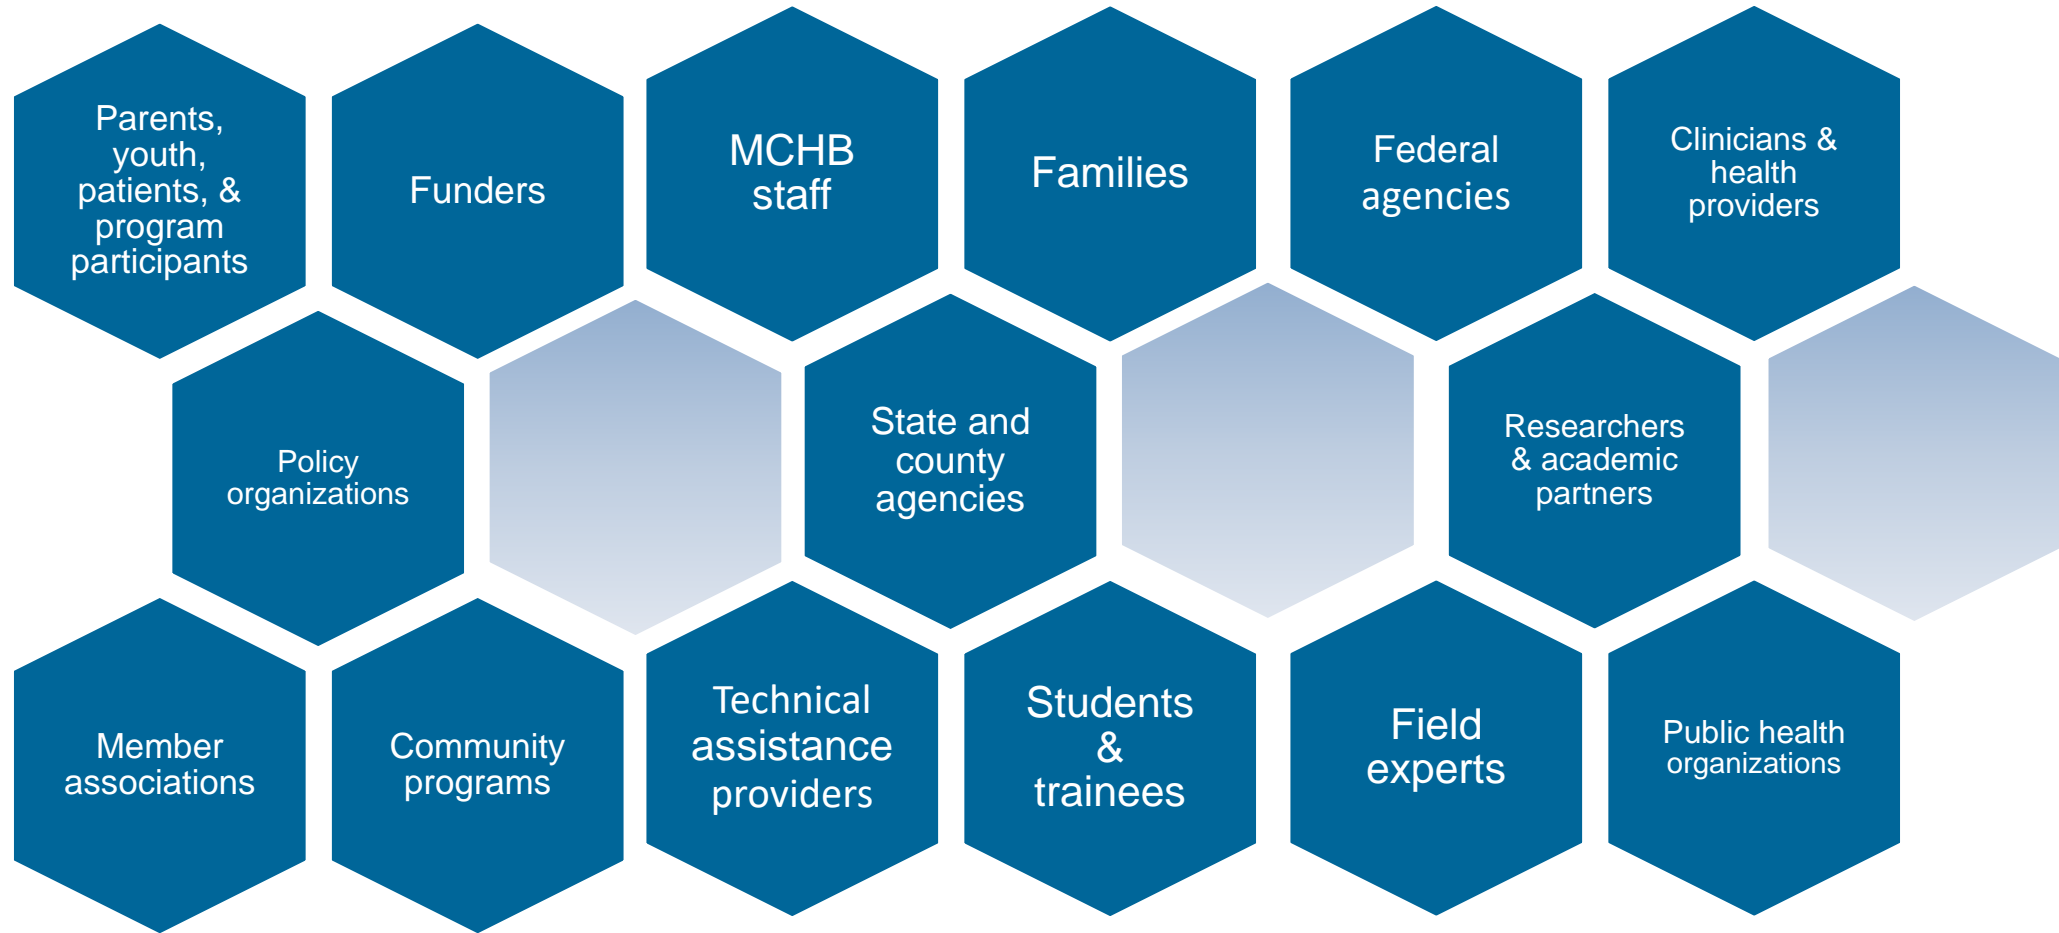 Parents,
youth,
patients, &
program
participants
Funders
MCHB
staff
Families
Federal
agencies
Clinicians &
health
providers
Policy
organizations
State and
county
agencies
Researchers
& academic
partners
Member
associations
Community
programs
Technical
assistance
providers
Students
&
trainees
Field
experts
Public health
organizations